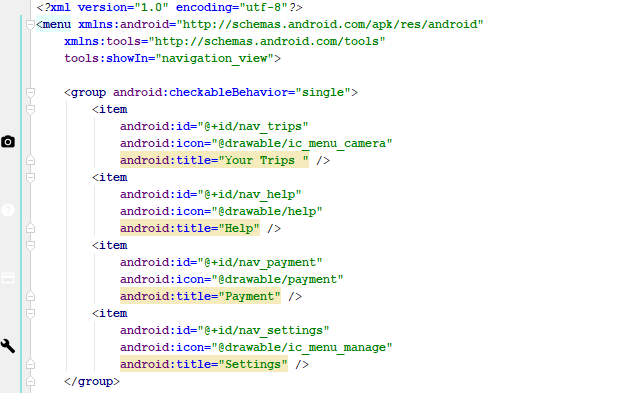 <?xml version="1.0" encoding="utf-8"?>
<menu xmlns:android="http://schemas.android.com/apk/res/android"
    xmlns:tools="http://schemas.android.com/tools"
    tools:showIn="navigation_view">

    <group android:checkableBehavior="single">
        <item
            android:id="@+id/nav_trips"
            android:icon="@drawable/ic_menu_camera"
            android:title="Your Trips " />
        <item
            android:id="@+id/nav_help"
            android:icon="@drawable/help"
            android:title="Help" />
        <item
            android:id="@+id/nav_payment"
            android:icon="@drawable/payment"
            android:title="Payment" />
        <item
            android:id="@+id/nav_settings"
            android:icon="@drawable/ic_menu_manage"
            android:title="Settings" />
    </group>